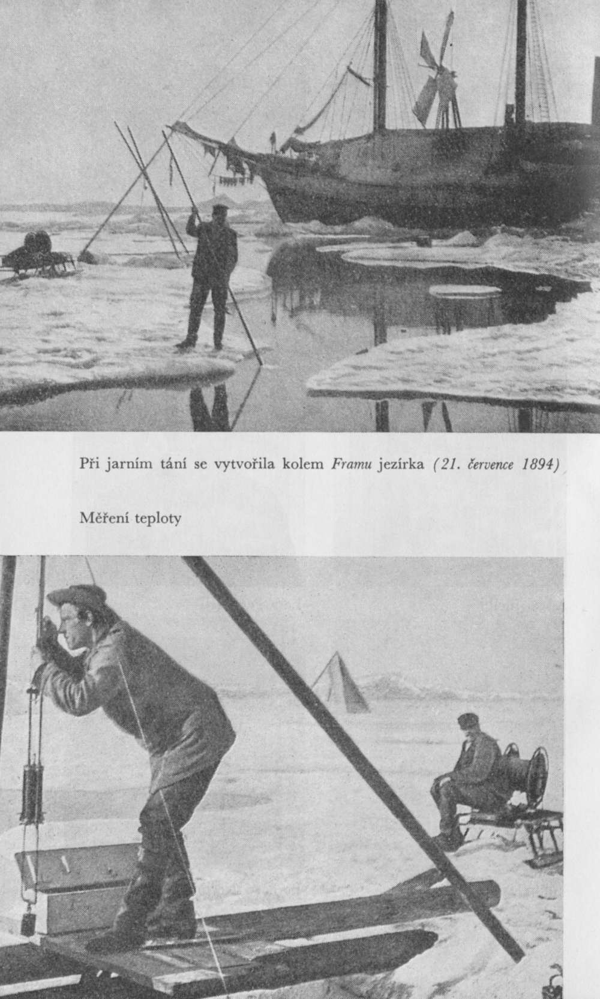 Při jarním tání se vytvořila kolem Framu jezírka (21. července 1894)
Měření teploty